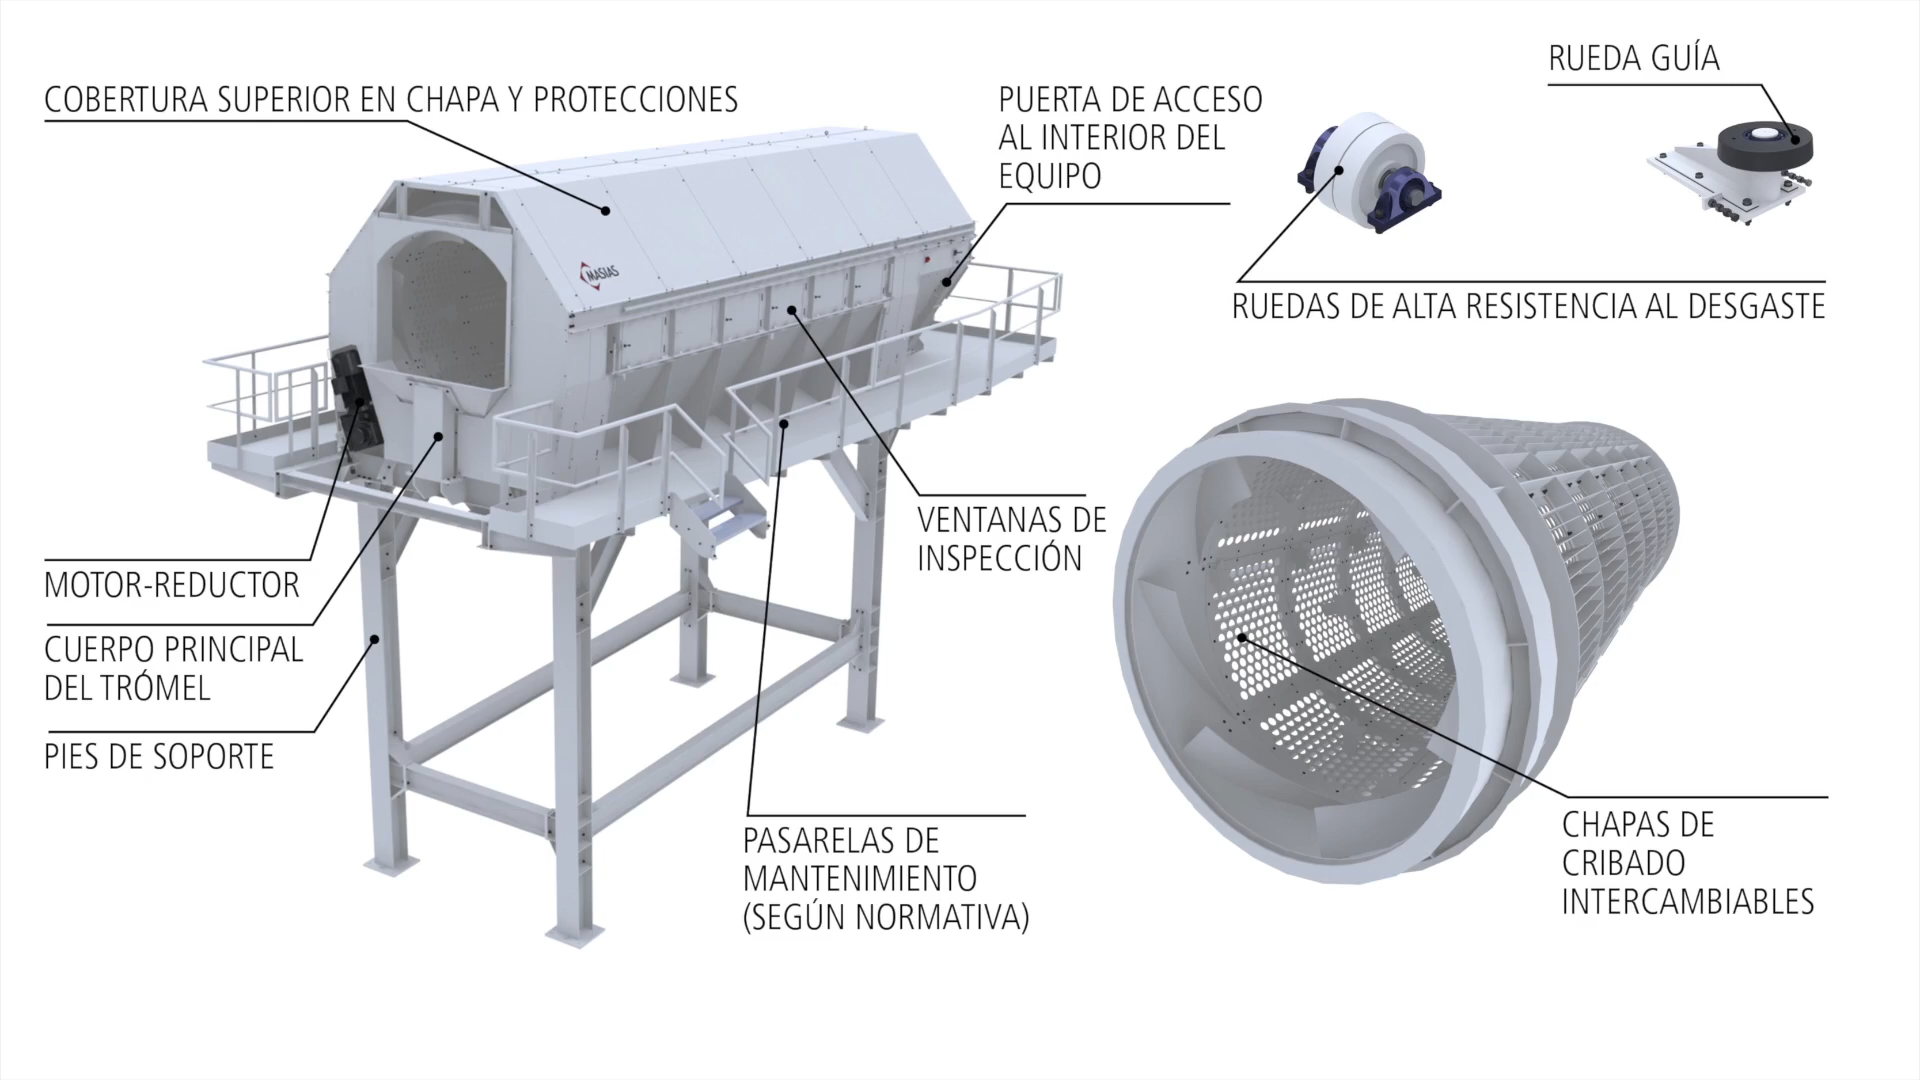 COBERTURA SUPERIOR EN CHAPA Y PROTECCIONES
PUERTA DE ACCESO
AL INTERIOR DEL
EQUIPO
RUEDA GUÍA
RUEDAS DE ALTA RESISTENCIA AL DESGASTE
MASIAS
VENTANAS DE
INSPECCIÓN
MOTOR-REDUCTOR
CUERPO PRINCIPAL
DEL TRÓMEL
PIES DE SOPORTE
PASARELAS DE
MANTENIMIENTO
(SEGÚN NORMATIVA)
CHAPAS DE
CRIBADO
INTERCAMBIABLES